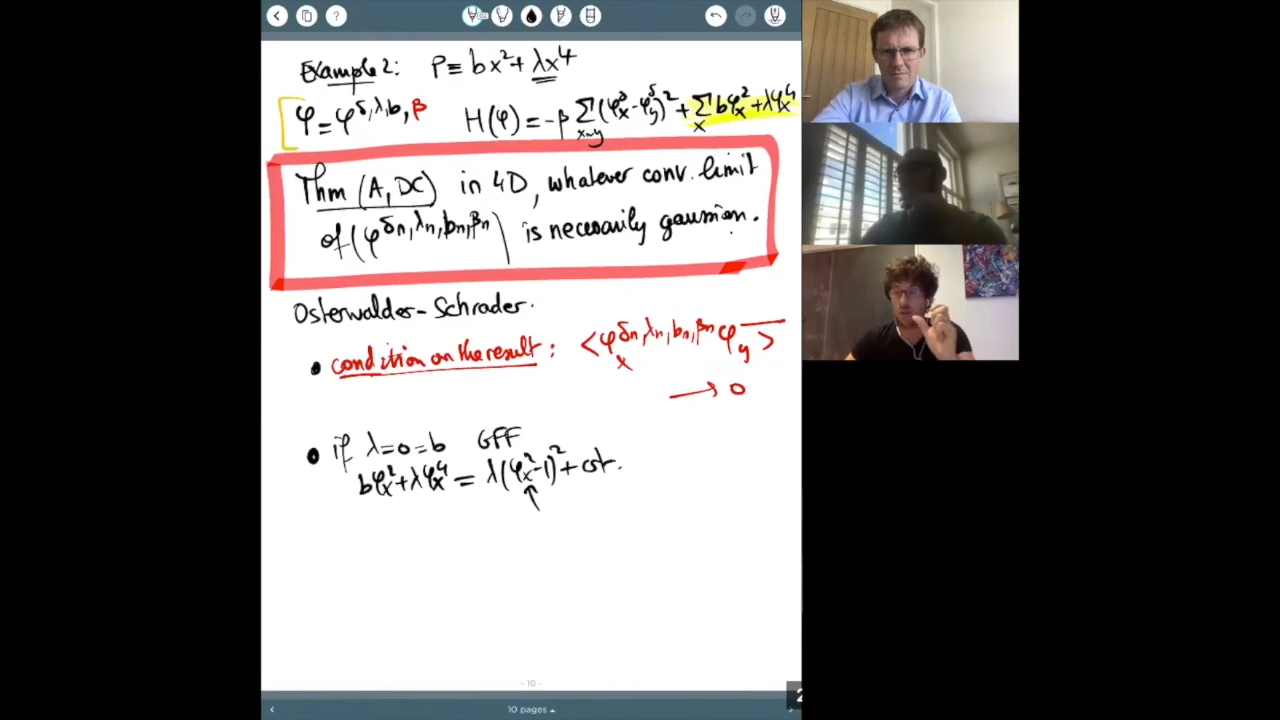 Example 2: P ≡ bx² + λx⁴
φ = φ^{δ,λ,b,β} H(φ) = -β Σ_{x~y} (φ_x^δ - φ_y^δ)² + Σ_x bφ_x² + λφ_x⁴
Thm (A, DC) in 4D, whatever conv. limit
of (φ^{δn,λn,bn,βn}) is necessarily gaussian.
Osterwalder-Schrader.
• condition on the result: <φ_x^{δn,λn,bn,βn} φ_y>
→ 0
• if λ=0=b GFF
bφ_x² + λφ_x⁴ = λ(φ_x² - 1)² + cst.
↑
- 10 -
10 pages
2